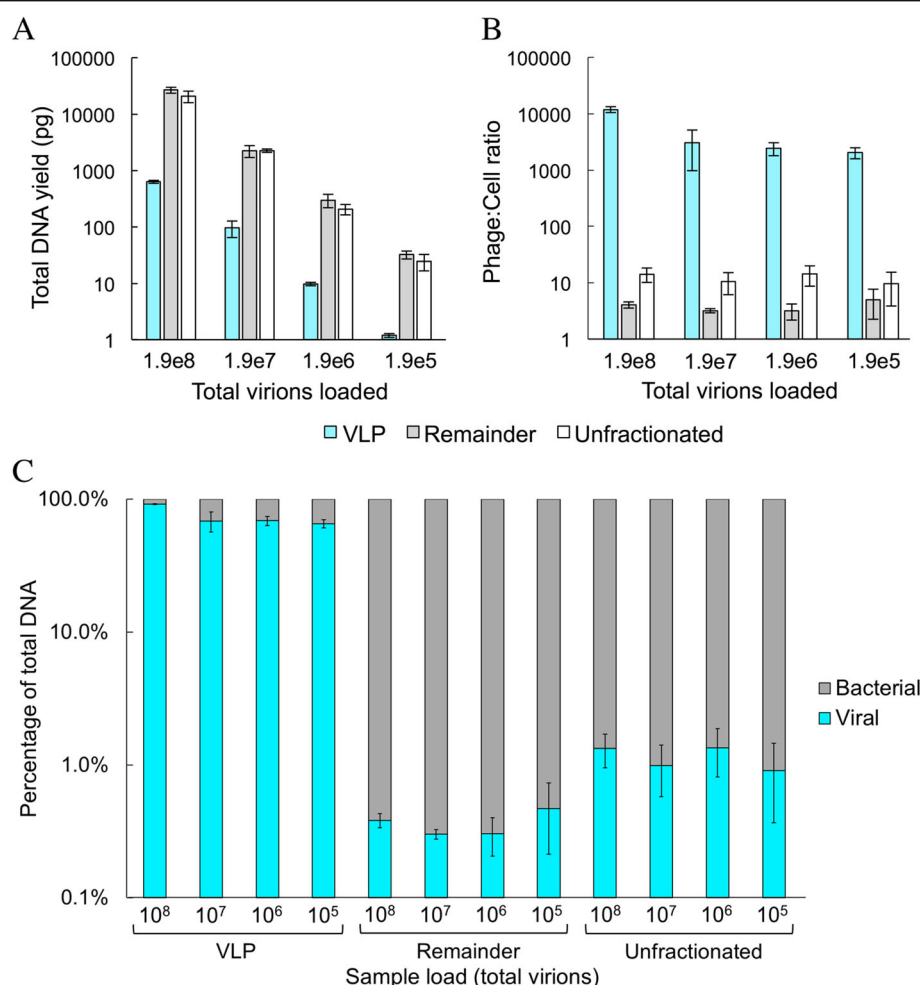 A
Total DNA yield (pg)
100000
10000
1000
100
10
1
1.9e8 1.9e7 1.9e6 1.9e5
Total virions loaded
B
Phage:Cell ratio
100000
10000
1000
100
10
1
1.9e8 1.9e7 1.9e6 1.9e5
Total virions loaded
VLP Remainder Unfractionated
C
Percentage of total DNA
100.0%
10.0%
1.0%
0.1%
10⁸ 10⁷ 10⁶ 10⁵ 10⁸ 10⁷ 10⁶ 10⁵ 10⁸ 10⁷ 10⁶ 10⁵
VLP Remainder Unfractionated
Sample load (total virions)
Bacterial
Viral